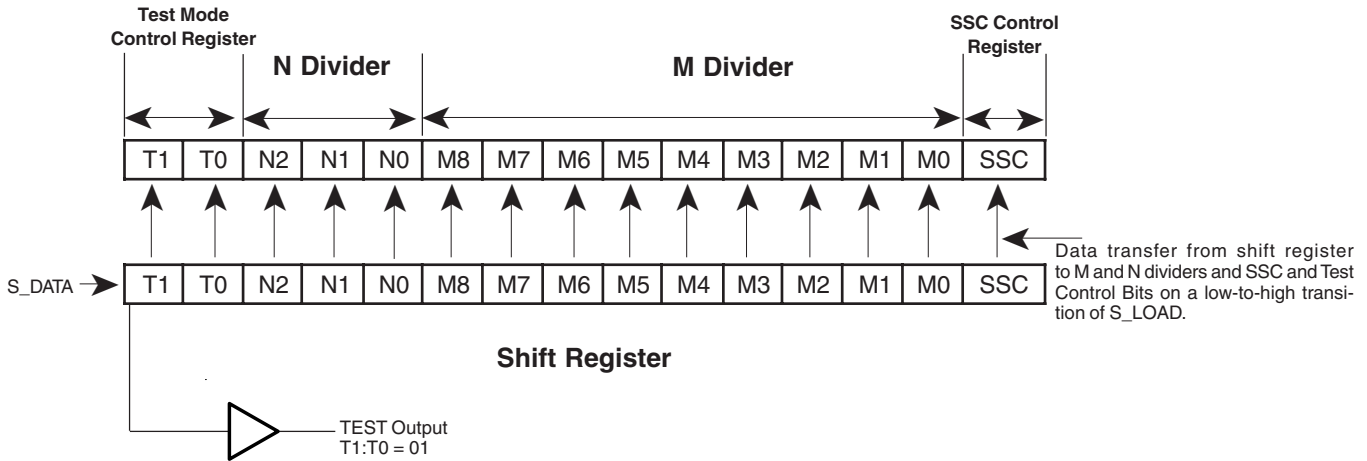 Test Mode
Control Register
SSC Control
Register
N Divider
M Divider
T1 T0 N2 N1 N0 M8 M7 M6 M5 M4 M3 M2 M1 M0 SSC
S_DATA T1 T0 N2 N1 N0 M8 M7 M6 M5 M4 M3 M2 M1 M0 SSC
Data transfer from shift register
to M and N dividers and SSC and Test
Control Bits on a low-to-high transi-
tion of S_LOAD.
Shift Register
TEST Output
T1:T0 = 01